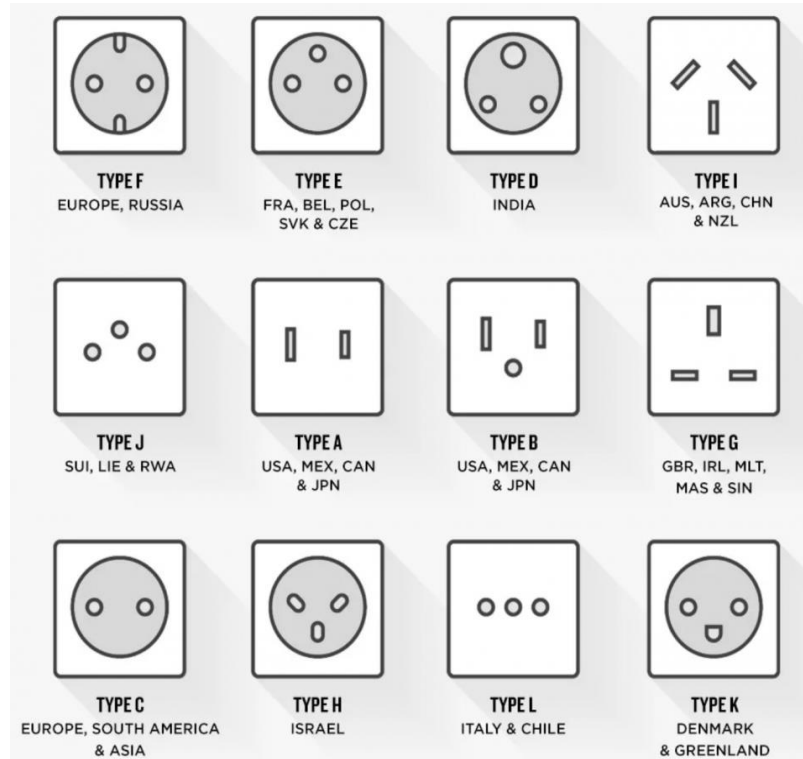 TYPE F
EUROPE, RUSSIA
TYPE E
FRA, BEL, POL,
SVK & CZE
TYPE D
INDIA
TYPE I
AUS, ARG, CHN
& NZL
TYPE J
SUI, LIE & RWA
TYPE A
USA, MEX, CAN
& JPN
TYPE B
USA, MEX, CAN
& JPN
TYPE G
GBR, IRL, MLT,
MAS & SIN
TYPE C
EUROPE, SOUTH AMERICA
& ASIA
TYPE H
ISRAEL
TYPE L
ITALY & CHILE
TYPE K
DENMARK
& GREENLAND